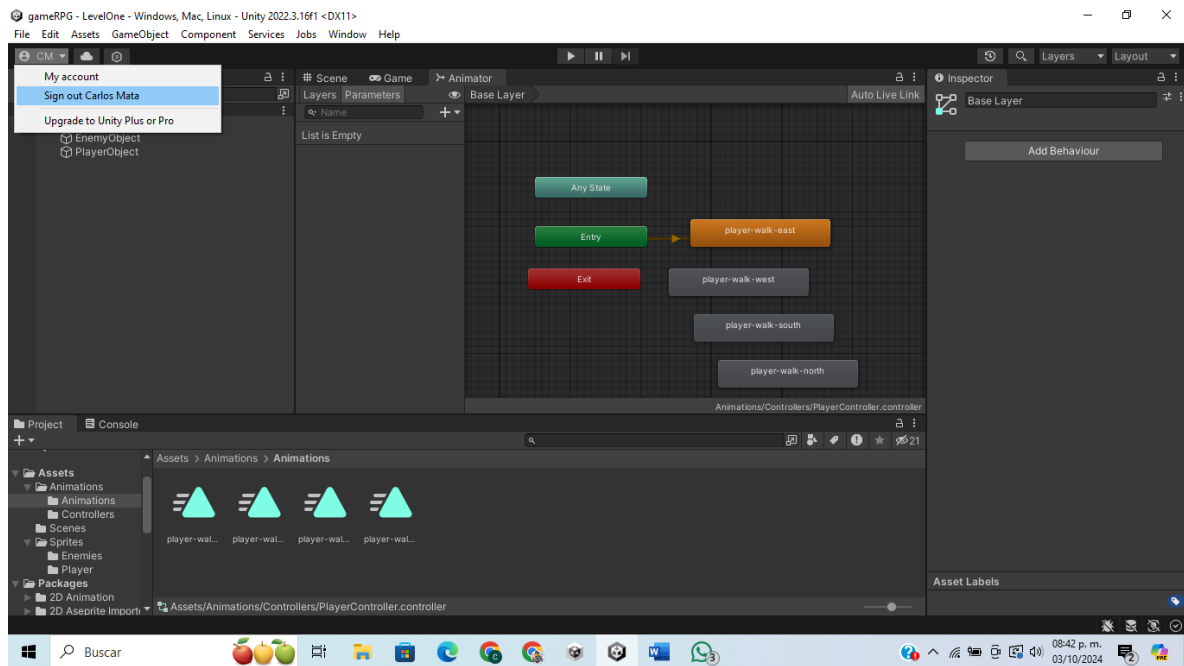 gameRPG - LevelOne - Windows, Mac, Linux - Unity 2022.3.16f1 <DX11>
File Edit Assets GameObject Component Services Jobs Window Help
CM
Layers Layout
My account
Sign out Carlos Mata
Upgrade to Unity Plus or Pro
EnemyObject
PlayerObject
Scene Game Animator
Layers Parameters Base Layer Auto Live Link
Name
List is Empty
Any State
Entry
Exit
player-walk-east
player-walk-west
player-walk-south
player-walk-north
Animations/Controllers/PlayerController.controller
Inspector
Base Layer
Add Behaviour
Project Console
21
Assets > Animations > Animations
Assets
Animations
Animations
Controllers
Scenes
Sprites
Enemies
Player
Packages
2D Animation
2D Aseprite Importe
player-wal... player-wal... player-wal... player-wal...
Assets/Animations/Controllers/PlayerController.controller
Asset Labels
Buscar
3
08:42 p. m.
03/10/2024
2
PRE